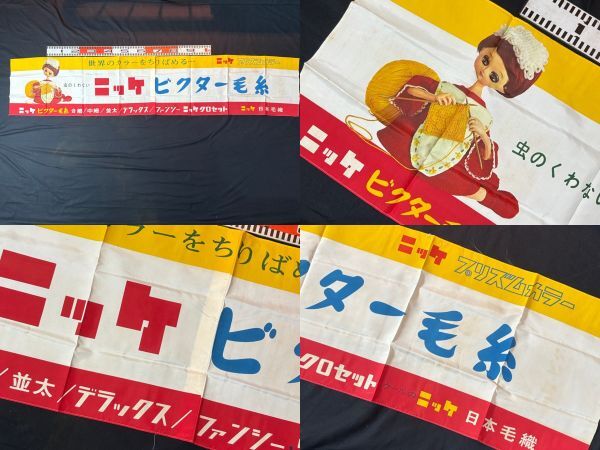 世界のカラーをちりばめる
ニッケ プリズムカラー
虫のくわない
ニッケ ビクター毛糸
ニッケ ビクター毛糸 合細/中細/並太/デラックス/ファンシー ニッケクロセット
ニッケ 日本毛織
虫のくわない
ニッケ ビクター
ラーをちりばめ
ニッケ ビ
/並太/デラックス/ファンシー
ニッケ プリズムカラー
ター毛糸
クロセット ニッケ 日本毛織